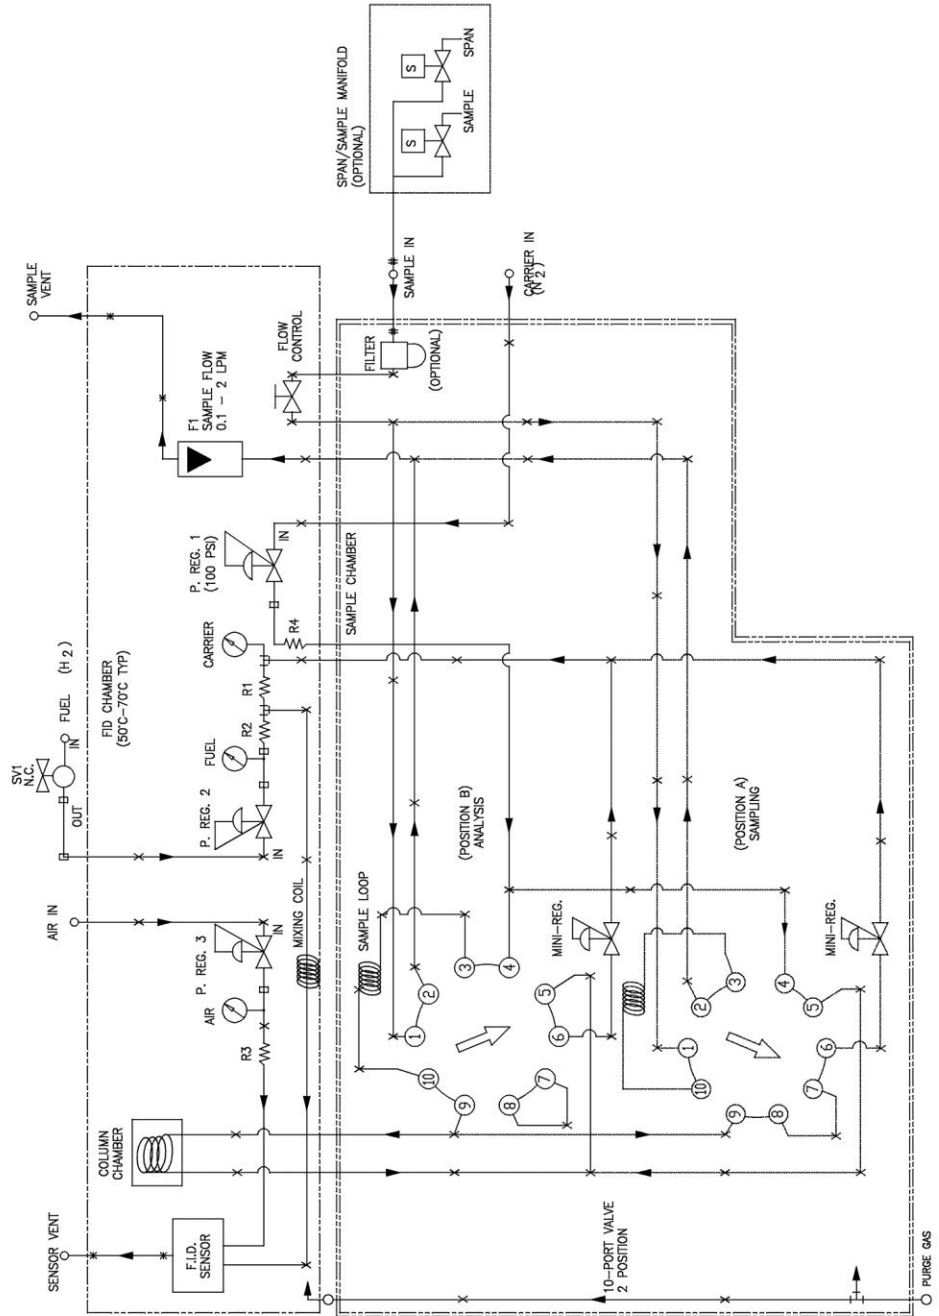 SPAN/SAMPLE MANIFOLD
(OPTIONAL)
S
SPAN
S
SAMPLE
SAMPLE
VENT
SAMPLE IN
CARRIER IN
(N2)
FLOW
CONTROL
FILTER
(OPTIONAL)
F1
SAMPLE FLOW
0.1 - 2 LPM
P. REG. 1
(100 PSI)
IN
SAMPLE CHAMBER
R4
CARRIER
R1
R2
FUEL
FUEL (H2)
IN
SV1
N.C.
OUT
FID CHAMBER
(50°C-70°C TYP)
P. REG. 2
IN
AIR IN
P. REG. 3
IN
AIR
R3
MIXING COIL
SAMPLE LOOP
(POSITION B)
ANALYSIS
(POSITION A)
SAMPLING
MINI-REG.
MINI-REG.
1
2
3
4
5
6
7
8
9
10
1
2
3
4
5
6
7
8
9
10
COLUMN
CHAMBER
SENSOR VENT
F.I.D.
SENSOR
10-PORT VALVE
2 POSITION
PURGE GAS